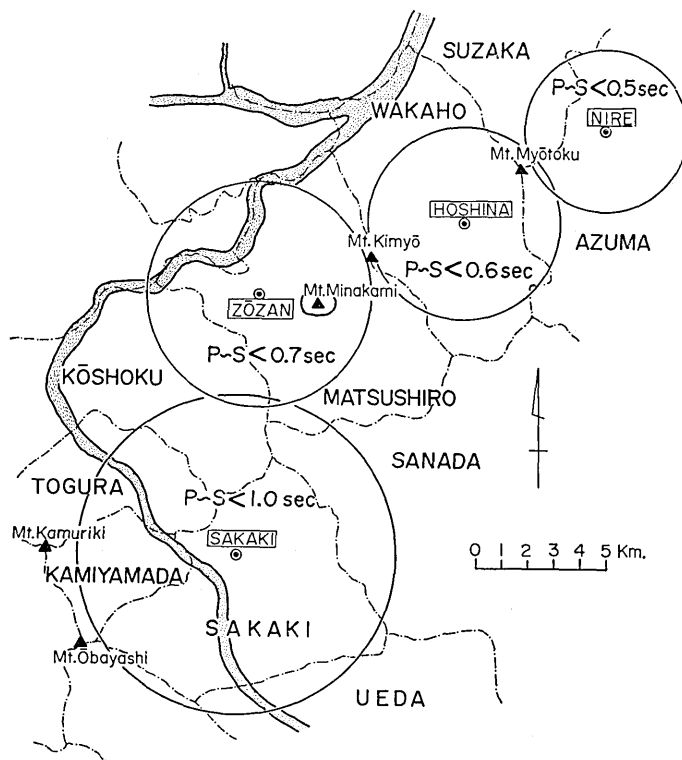 SUZAKA
P~S<0.5sec
WAKAHO
NIRE
Mt.Myōtoku
HOSHINA
Mt.Kimyō
AZUMA
P~S<0.6sec
Mt.Minakami
ZŌZAN
P~S<0.7sec
KŌSHOKU
MATSUSHIRO
SANADA
TOGURA
P~S<1.0 sec
Mt.Kamuriki
SAKAKI
0 1 2 3 4 5 Km.
KAMIYAMADA
SAKAKI
Mt.Ōbayashi
UEDA